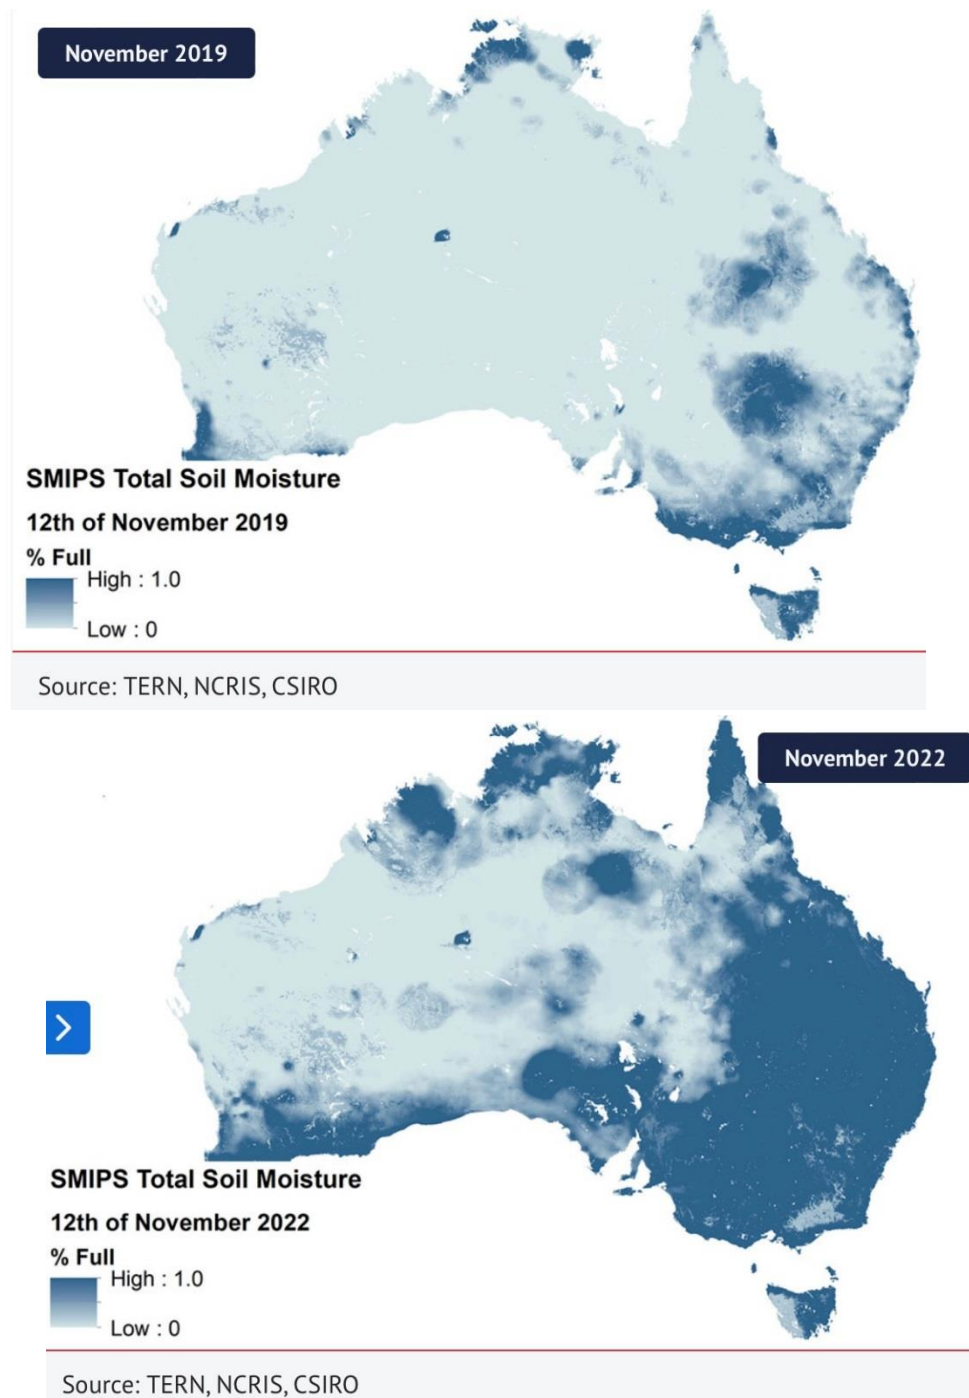 November 2019
SMIPS Total Soil Moisture
12th of November 2019
% Full
High : 1.0
Low : 0
Source: TERN, NCRIS, CSIRO
November 2022
SMIPS Total Soil Moisture
12th of November 2022
% Full
High : 1.0
Low : 0
Source: TERN, NCRIS, CSIRO